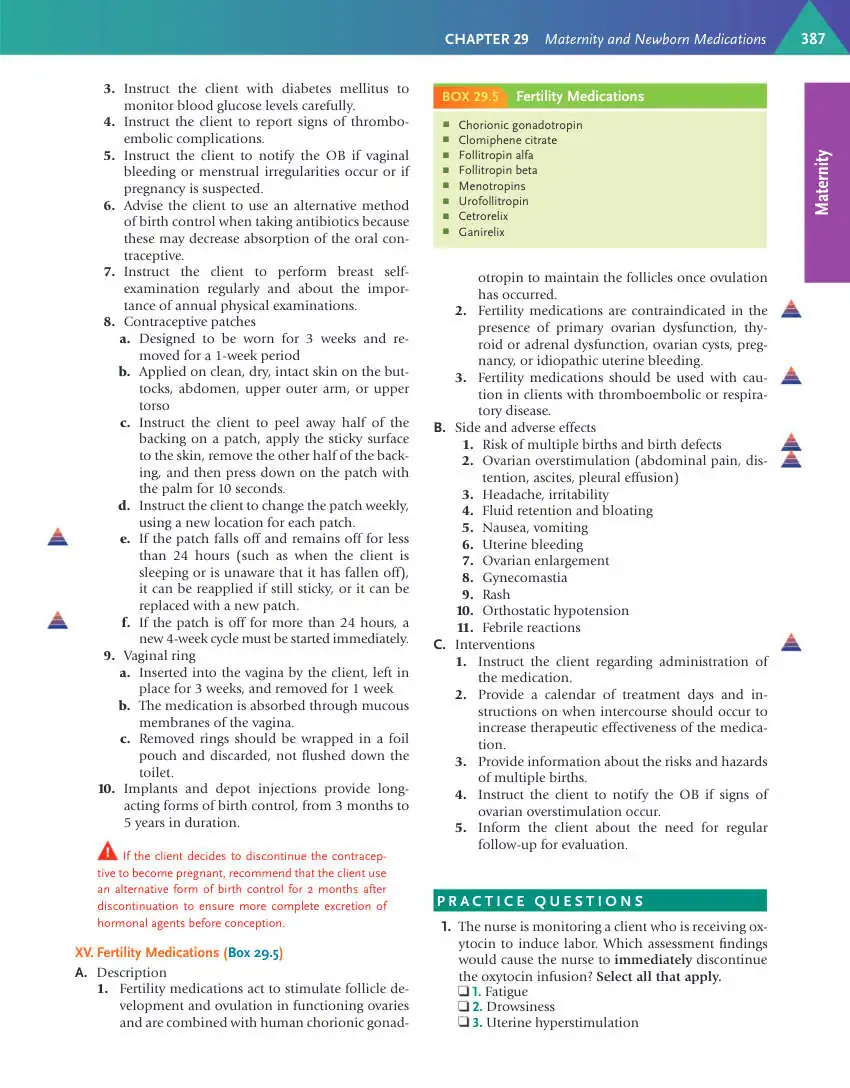 CHAPTER 29 Maternity and Newborn Medications 387
3. Instruct the client with diabetes mellitus to
monitor blood glucose levels carefully.
4. Instruct the client to report signs of thrombo-
embolic complications.
5. Instruct the client to notify the OB if vaginal
bleeding or menstrual irregularities occur or if
pregnancy is suspected.
6. Advise the client to use an alternative method
of birth control when taking antibiotics because
these may decrease absorption of the oral con-
traceptive.
7. Instruct the client to perform breast self-
examination regularly and about the impor-
tance of annual physical examinations.
8. Contraceptive patches
a. Designed to be worn for 3 weeks and re-
moved for a 1-week period
b. Applied on clean, dry, intact skin on the but-
tocks, abdomen, upper outer arm, or upper
torso
c. Instruct the client to peel away half of the
backing on a patch, apply the sticky surface
to the skin, remove the other half of the back-
ing, and then press down on the patch with
the palm for 10 seconds.
d. Instruct the client to change the patch weekly,
using a new location for each patch.
e. If the patch falls off and remains off for less
than 24 hours (such as when the client is
sleeping or is unaware that it has fallen off),
it can be reapplied if still sticky, or it can be
replaced with a new patch.
f. If the patch is off for more than 24 hours, a
new 4-week cycle must be started immediately.
9. Vaginal ring
a. Inserted into the vagina by the client, left in
place for 3 weeks, and removed for 1 week
b. The medication is absorbed through mucous
membranes of the vagina.
c. Removed rings should be wrapped in a foil
pouch and discarded, not flushed down the
toilet.
10. Implants and depot injections provide long-
acting forms of birth control, from 3 months to
5 years in duration.
If the client decides to discontinue the contracep-
tive to become pregnant, recommend that the client use
an alternative form of birth control for 2 months after
discontinuation to ensure more complete excretion of
hormonal agents before conception.
XV. Fertility Medications (Box 29.5)
A. Description
1. Fertility medications act to stimulate follicle de-
velopment and ovulation in functioning ovaries
and are combined with human chorionic gonad-
BOX 29.5 Fertility Medications
■ Chorionic gonadotropin
■ Clomiphene citrate
■ Follitropin alfa
■ Follitropin beta
■ Menotropins
■ Urofollitropin
■ Cetrorelix
■ Ganirelix
otropin to maintain the follicles once ovulation
has occurred.
2. Fertility medications are contraindicated in the
presence of primary ovarian dysfunction, thy-
roid or adrenal dysfunction, ovarian cysts, preg-
nancy, or idiopathic uterine bleeding.
3. Fertility medications should be used with cau-
tion in clients with thromboembolic or respira-
tory disease.
B. Side and adverse effects
1. Risk of multiple births and birth defects
2. Ovarian overstimulation (abdominal pain, dis-
tention, ascites, pleural effusion)
3. Headache, irritability
4. Fluid retention and bloating
5. Nausea, vomiting
6. Uterine bleeding
7. Ovarian enlargement
8. Gynecomastia
9. Rash
10. Orthostatic hypotension
11. Febrile reactions
C. Interventions
1. Instruct the client regarding administration of
the medication.
2. Provide a calendar of treatment days and in-
structions on when intercourse should occur to
increase therapeutic effectiveness of the medica-
tion.
3. Provide information about the risks and hazards
of multiple births.
4. Instruct the client to notify the OB if signs of
ovarian overstimulation occur.
5. Inform the client about the need for regular
follow-up for evaluation.
PRACTICE QUESTIONS
1. The nurse is monitoring a client who is receiving ox-
ytocin to induce labor. Which assessment findings
would cause the nurse to immediately discontinue
the oxytocin infusion? Select all that apply.
❑ 1. Fatigue
❑ 2. Drowsiness
❑ 3. Uterine hyperstimulation
Maternity